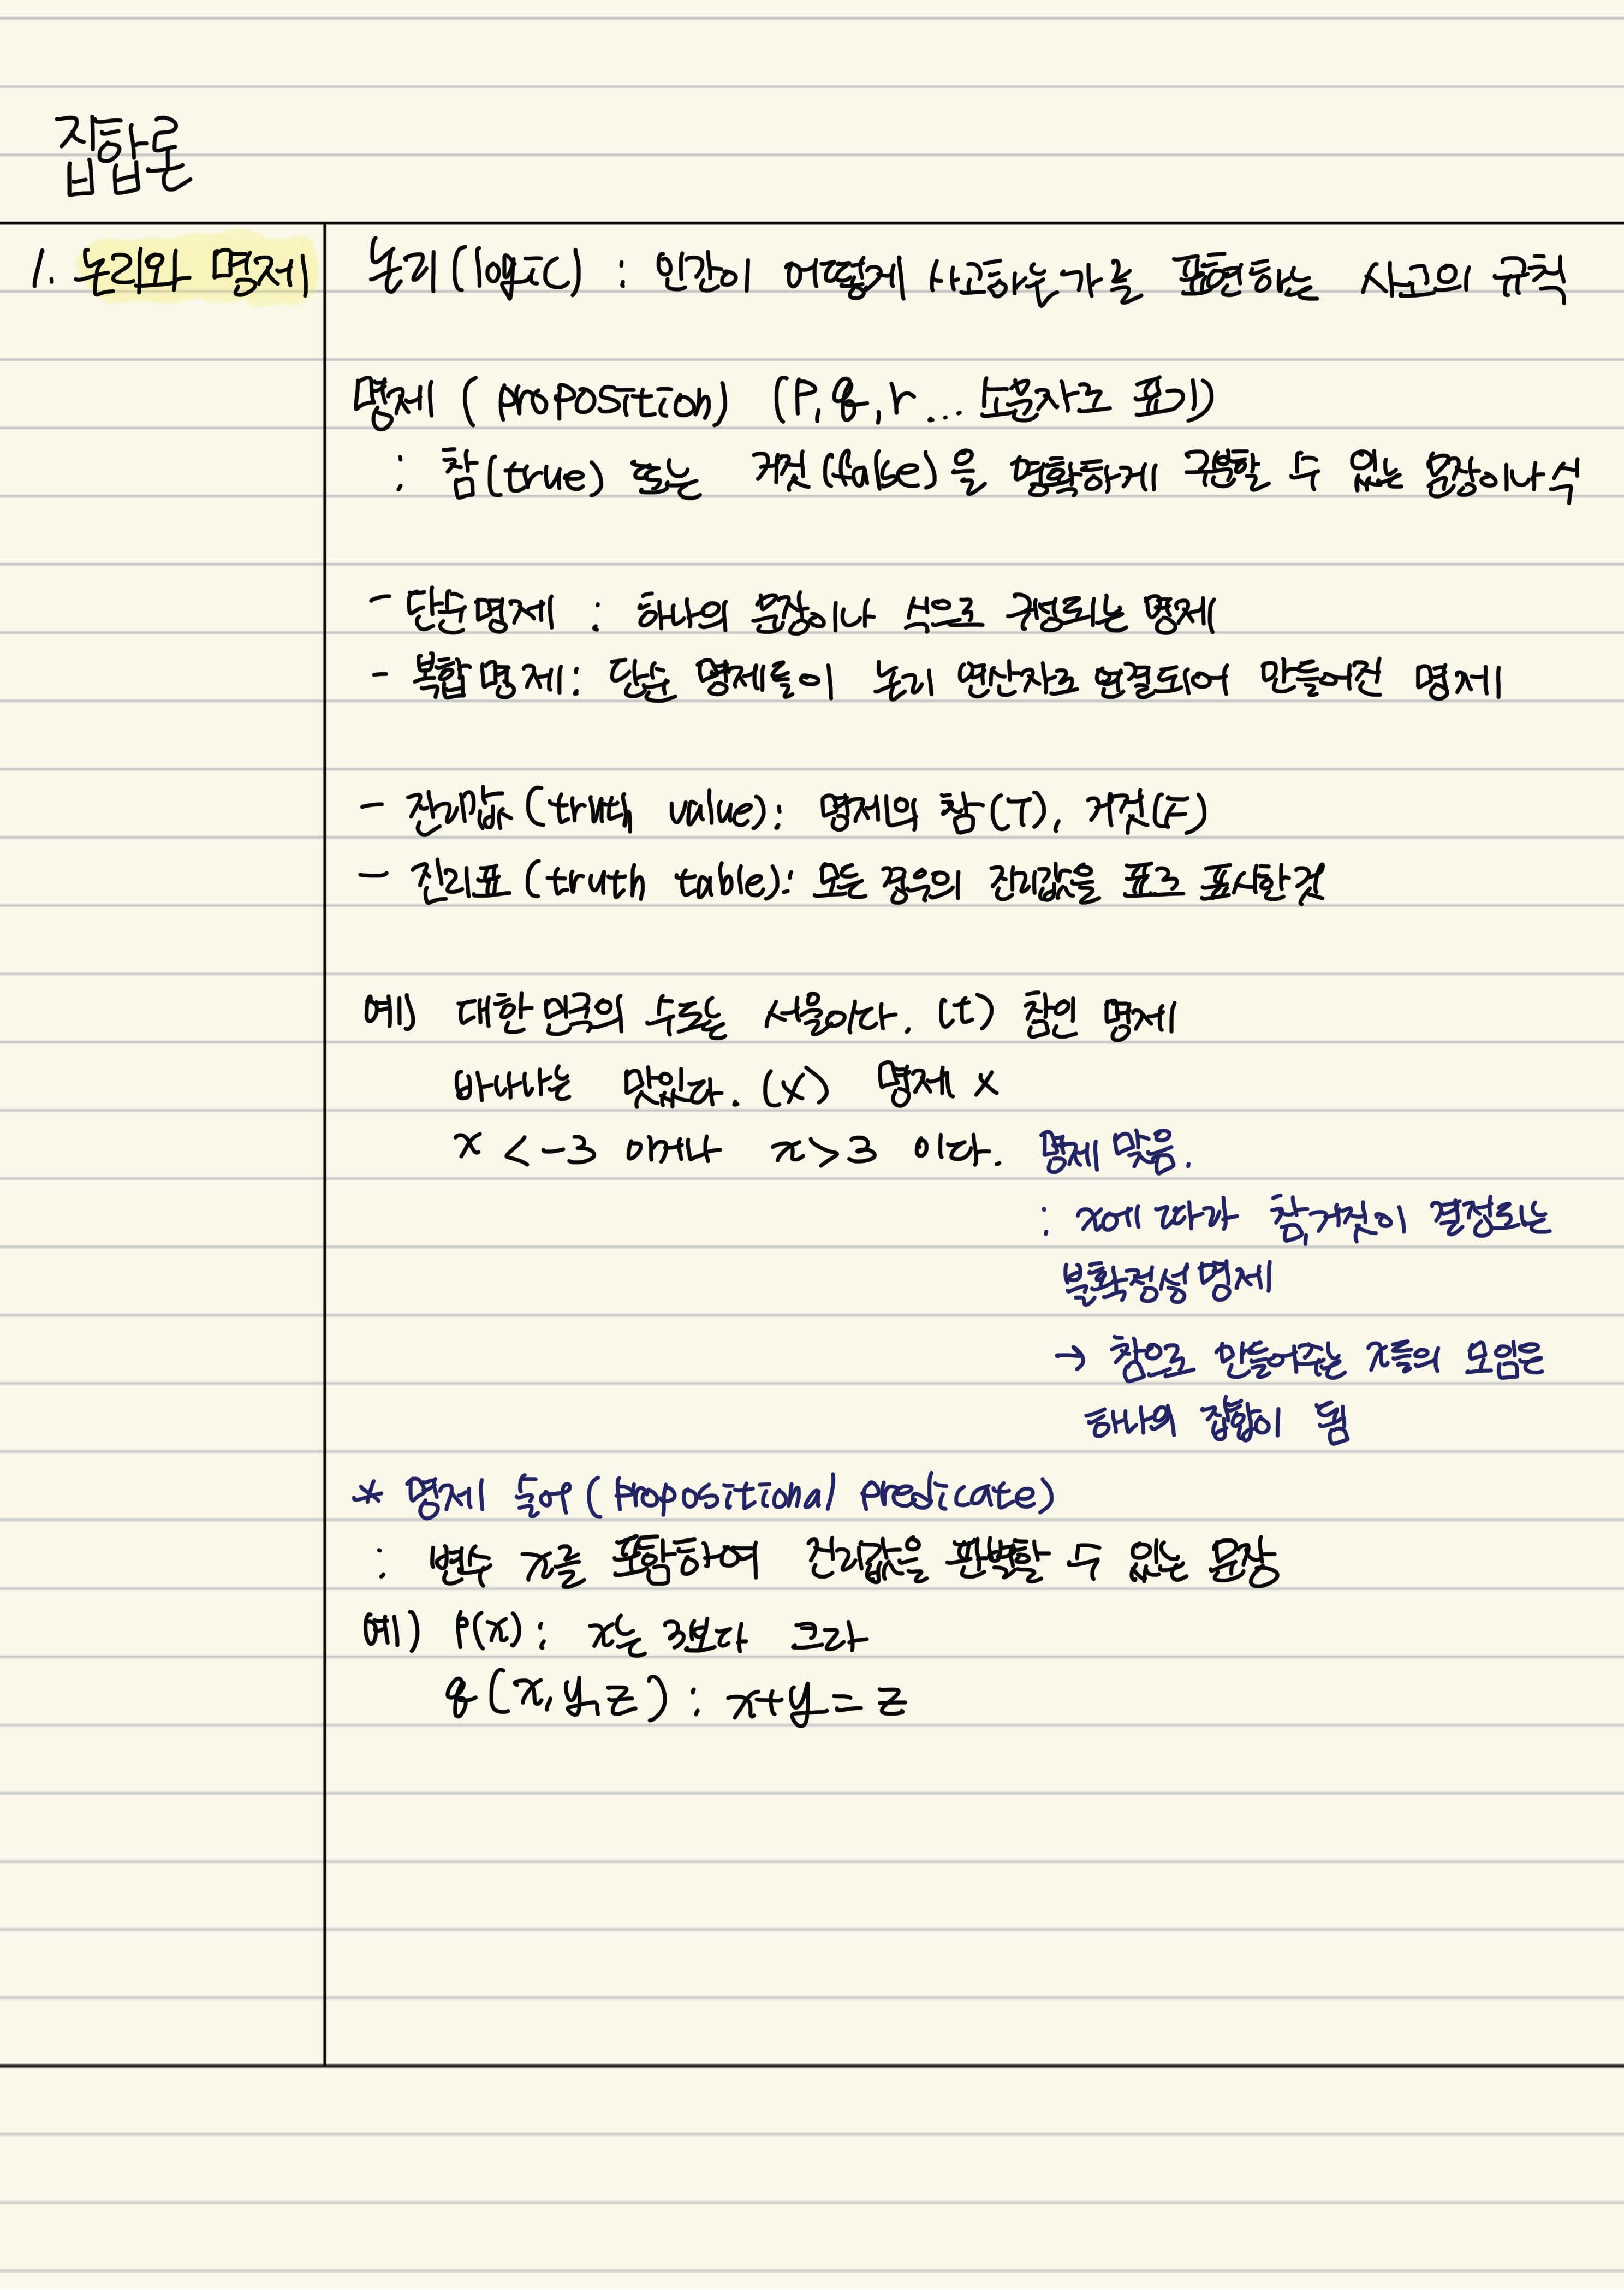 집합론
1. 논리와 명제
논리(logic) : 인간이 어떻게 사고하는가를 표현하는 사고의 규칙
명제 (proposition) (P, q, r... 소문자로 표기)
: 참(true) 또는 거짓(false)을 명확하게 구분할 수 있는 문장이나 식
- 단순명제 : 하나의 문장이나 식으로 구성되는 명제
- 복합명제: 단순 명제들이 논리 연산자로 연결되어 만들어진 명제
- 진리값 (truth value): 명제의 참(T), 거짓(F)
- 진리표 (truth table): 모든 경우의 진리값을 표로 표시한것
예) 대한민국의 수도는 서울이다. (t) 참인 명제
바나나는 맛있다. (x) 명제 x
x < -3 이거나 x > 3 이다. 명제 맞음.
: x에 따라 참,거짓이 결정되는
불확정성 명제
→ 참으로 만들어주는 x들의 모임은
하나의 집합이 됨
* 명제 술어 (propositional predicate)
: 변수 x를 포함하여 진리값을 판별할 수 있는 문장
예) P(x): x는 3보다 크라
q (x, y, z) : x+y = z